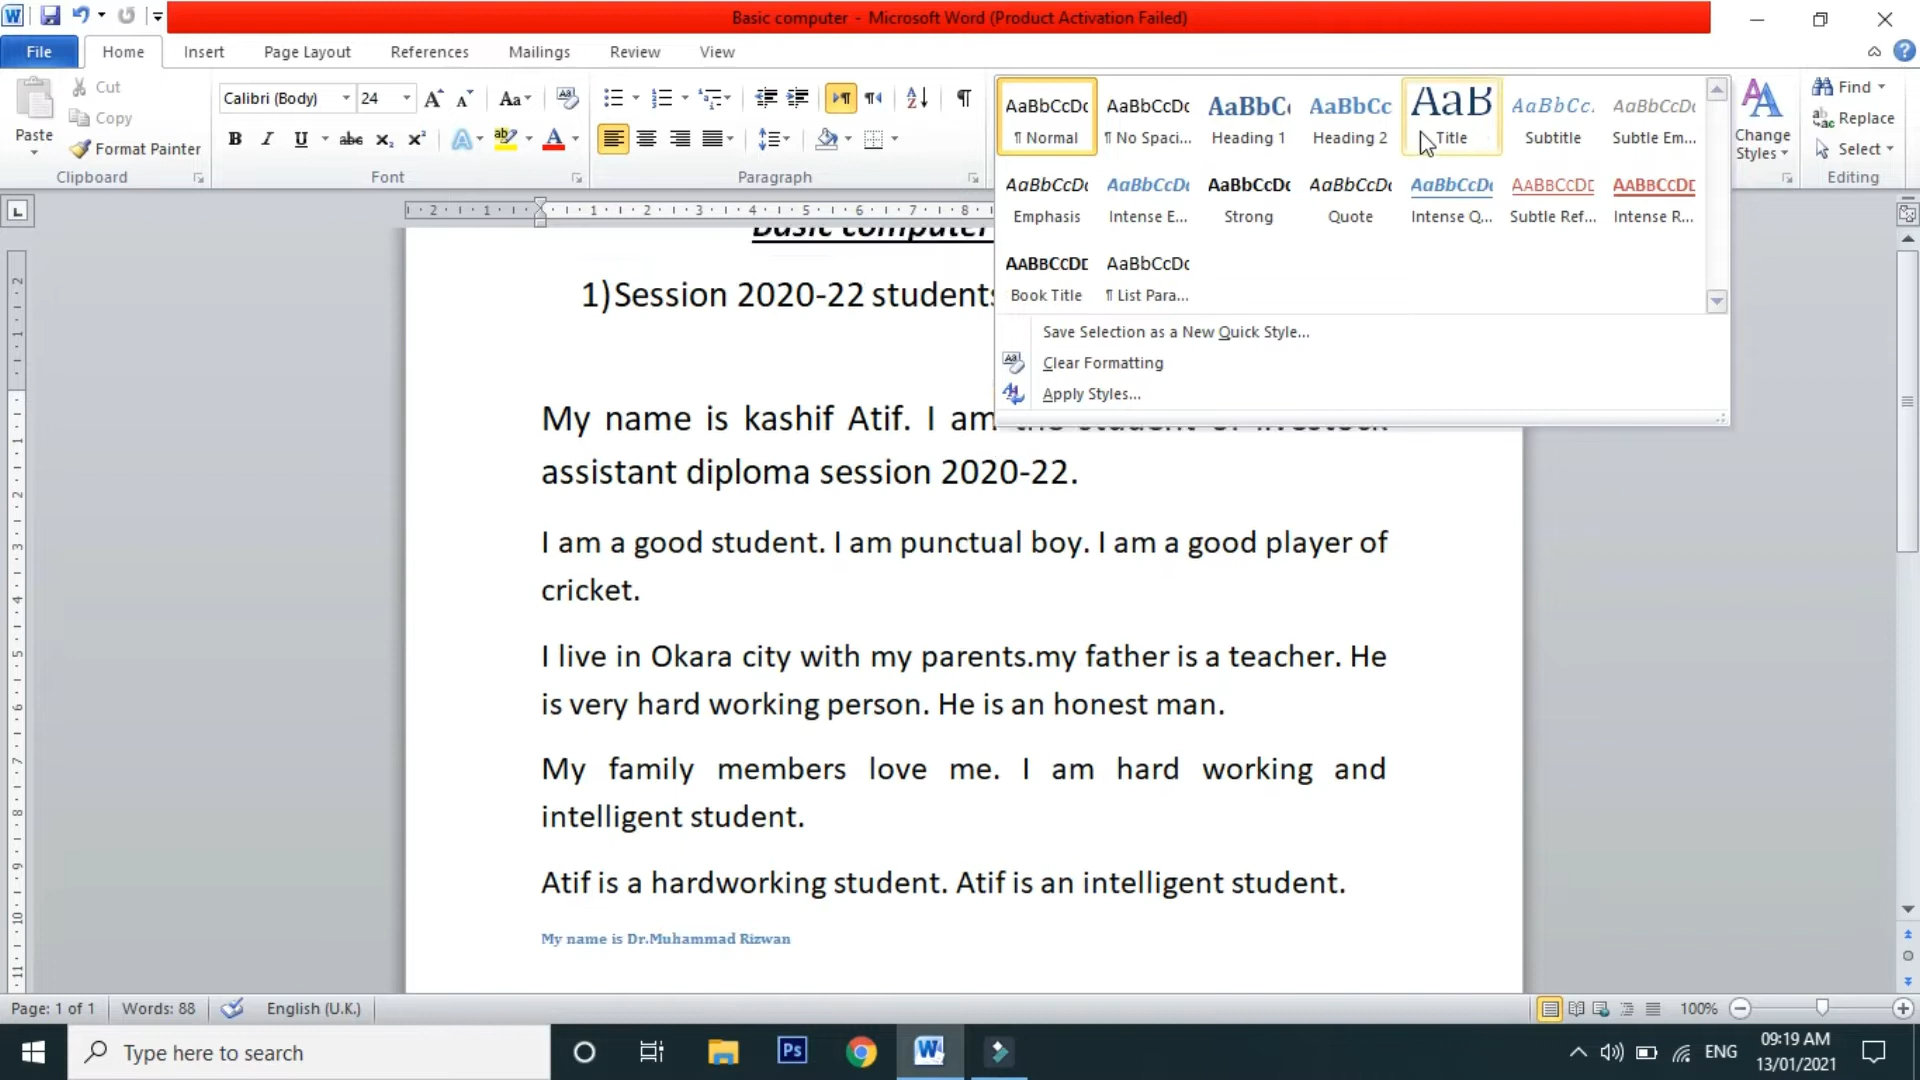 Basic computer - Microsoft Word (Product Activation Failed)
File Home Insert Page Layout References Mailings Review View
Paste
Cut
Copy
Format Painter
Clipboard
Calibri (Body) 24
Font
Paragraph
AaBbCcDc AaBbCcDc AaBbC( AaBbCc AaB AaBbCc. AaBbCcDc
¶ Normal ¶ No Spaci... Heading 1 Heading 2 Title Subtitle Subtle Em...
AaBbCcDc AaBbCcDc AaBbCcDc AaBbCcDc AaBbCcDc AaBbCcDc AaBbCcDc
Emphasis Intense E... Strong Quote Intense Q... Subtle Ref... Intense R...
AaBbCcDc AaBbCcDc
Book Title ¶ List Para...
Save Selection as a New Quick Style...
Clear Formatting
Apply Styles...
Change
Styles
Find
Replace
Select
Editing
Basic computer
1)Session 2020-22 students
My name is kashif Atif. I am the student of livestock
assistant diploma session 2020-22.
I am a good student. I am punctual boy. I am a good player of
cricket.
I live in Okara city with my parents.my father is a teacher. He
is very hard working person. He is an honest man.
My family members love me. I am hard working and
intelligent student.
Atif is a hardworking student. Atif is an intelligent student.
My name is Dr.Muhammad Rizwan
Page: 1 of 1 Words: 88 English (U.K.) 100%
Type here to search
Ps
ENG
09:19 AM
13/01/2021